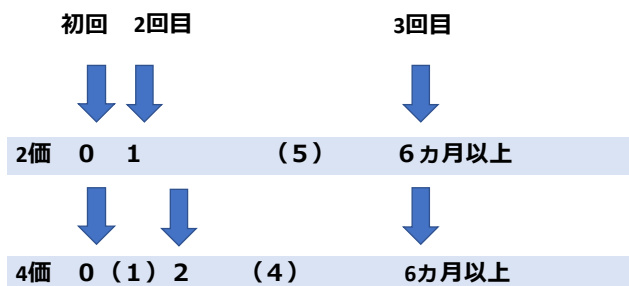 初回 2回目 3回目
2価 0 1 （5） 6ヵ月以上
4価 0（1）2 （4） 6カ月以上